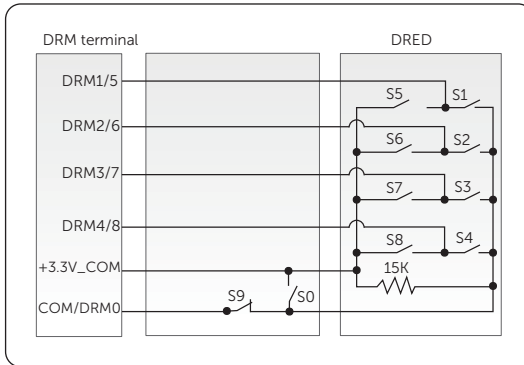 DRM terminal
DRED
DRM1/5
S5 S1
DRM2/6
S6 S2
DRM3/7
S7 S3
DRM4/8
S8 S4
+3.3V_COM
15K
S9 S0
COM/DRM0